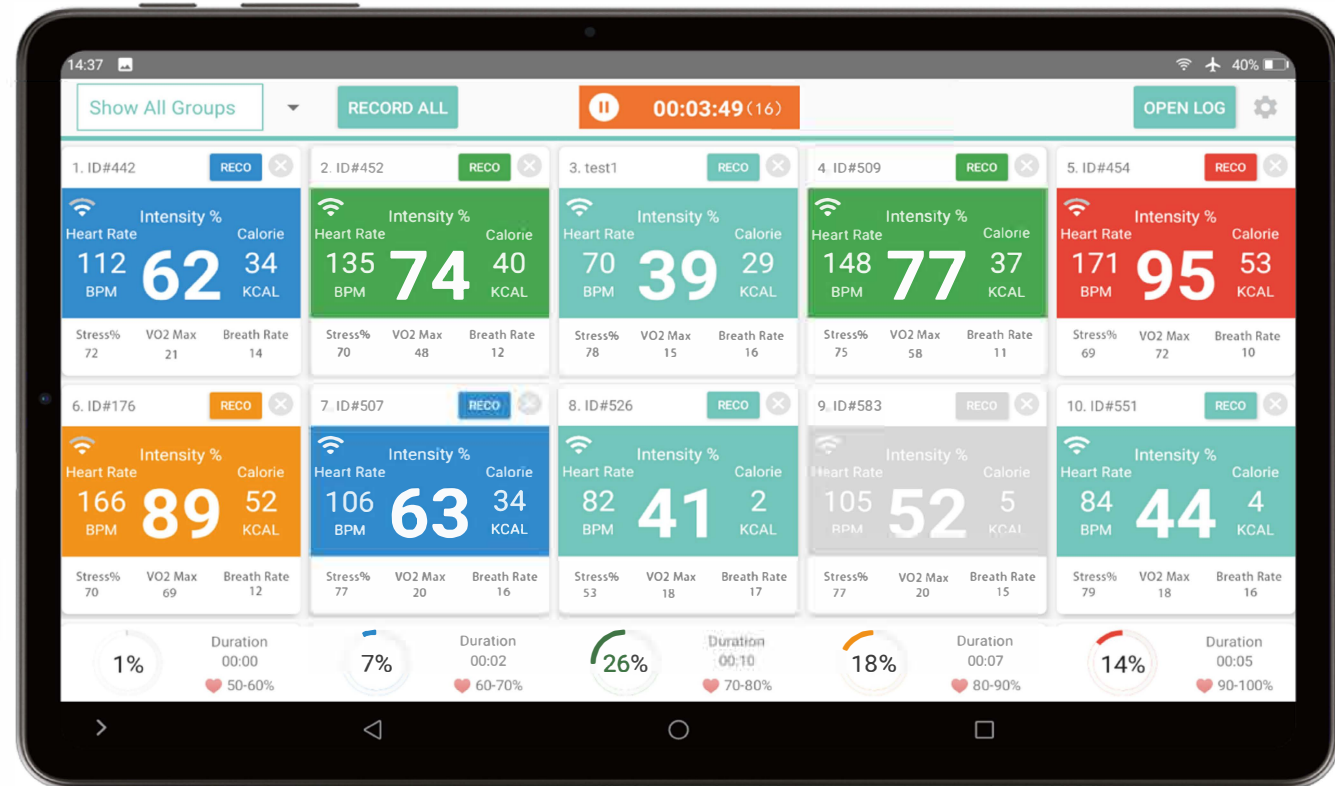 14:37 40%
Show All Groups RECORD ALL 00:03:49(16) OPEN LOG
1. ID#442 RECO 2. ID#452 RECO 3. test1 RECO 4. ID#509 RECO 5. ID#454 RECO
Intensity % Intensity % Intensity % Intensity % Intensity %
Heart Rate Calorie Heart Rate Calorie Heart Rate Calorie Heart Rate Calorie Heart Rate Calorie
112 62 34 135 74 40 70 39 29 148 77 37 171 95 53
BPM KCAL BPM KCAL BPM KCAL BPM KCAL BPM KCAL
Stress% VO2 Max Breath Rate Stress% VO2 Max Breath Rate Stress% VO2 Max Breath Rate Stress% VO2 Max Breath Rate Stress% VO2 Max Breath Rate
72 21 14 70 48 12 78 15 16 75 58 11 69 72 10
6. ID#176 RECO 7. ID#507 RECO 8. ID#526 RECO 9. ID#583 RECO 10. ID#551 RECO
Intensity % Intensity % Intensity % Intensity % Intensity %
Heart Rate Calorie Heart Rate Calorie Heart Rate Calorie Heart Rate Calorie Heart Rate Calorie
166 89 52 106 63 34 82 41 2 105 52 5 84 44 4
BPM KCAL BPM KCAL BPM KCAL BPM KCAL BPM KCAL
Stress% VO2 Max Breath Rate Stress% VO2 Max Breath Rate Stress% VO2 Max Breath Rate Stress% VO2 Max Breath Rate Stress% VO2 Max Breath Rate
70 69 12 77 20 16 53 18 17 77 20 15 79 18 16
Duration Duration Duration Duration Duration
1% 00:00 7% 00:02 26% 00:10 18% 00:07 14% 00:05
50-60% 60-70% 70-80% 80-90% 90-100%